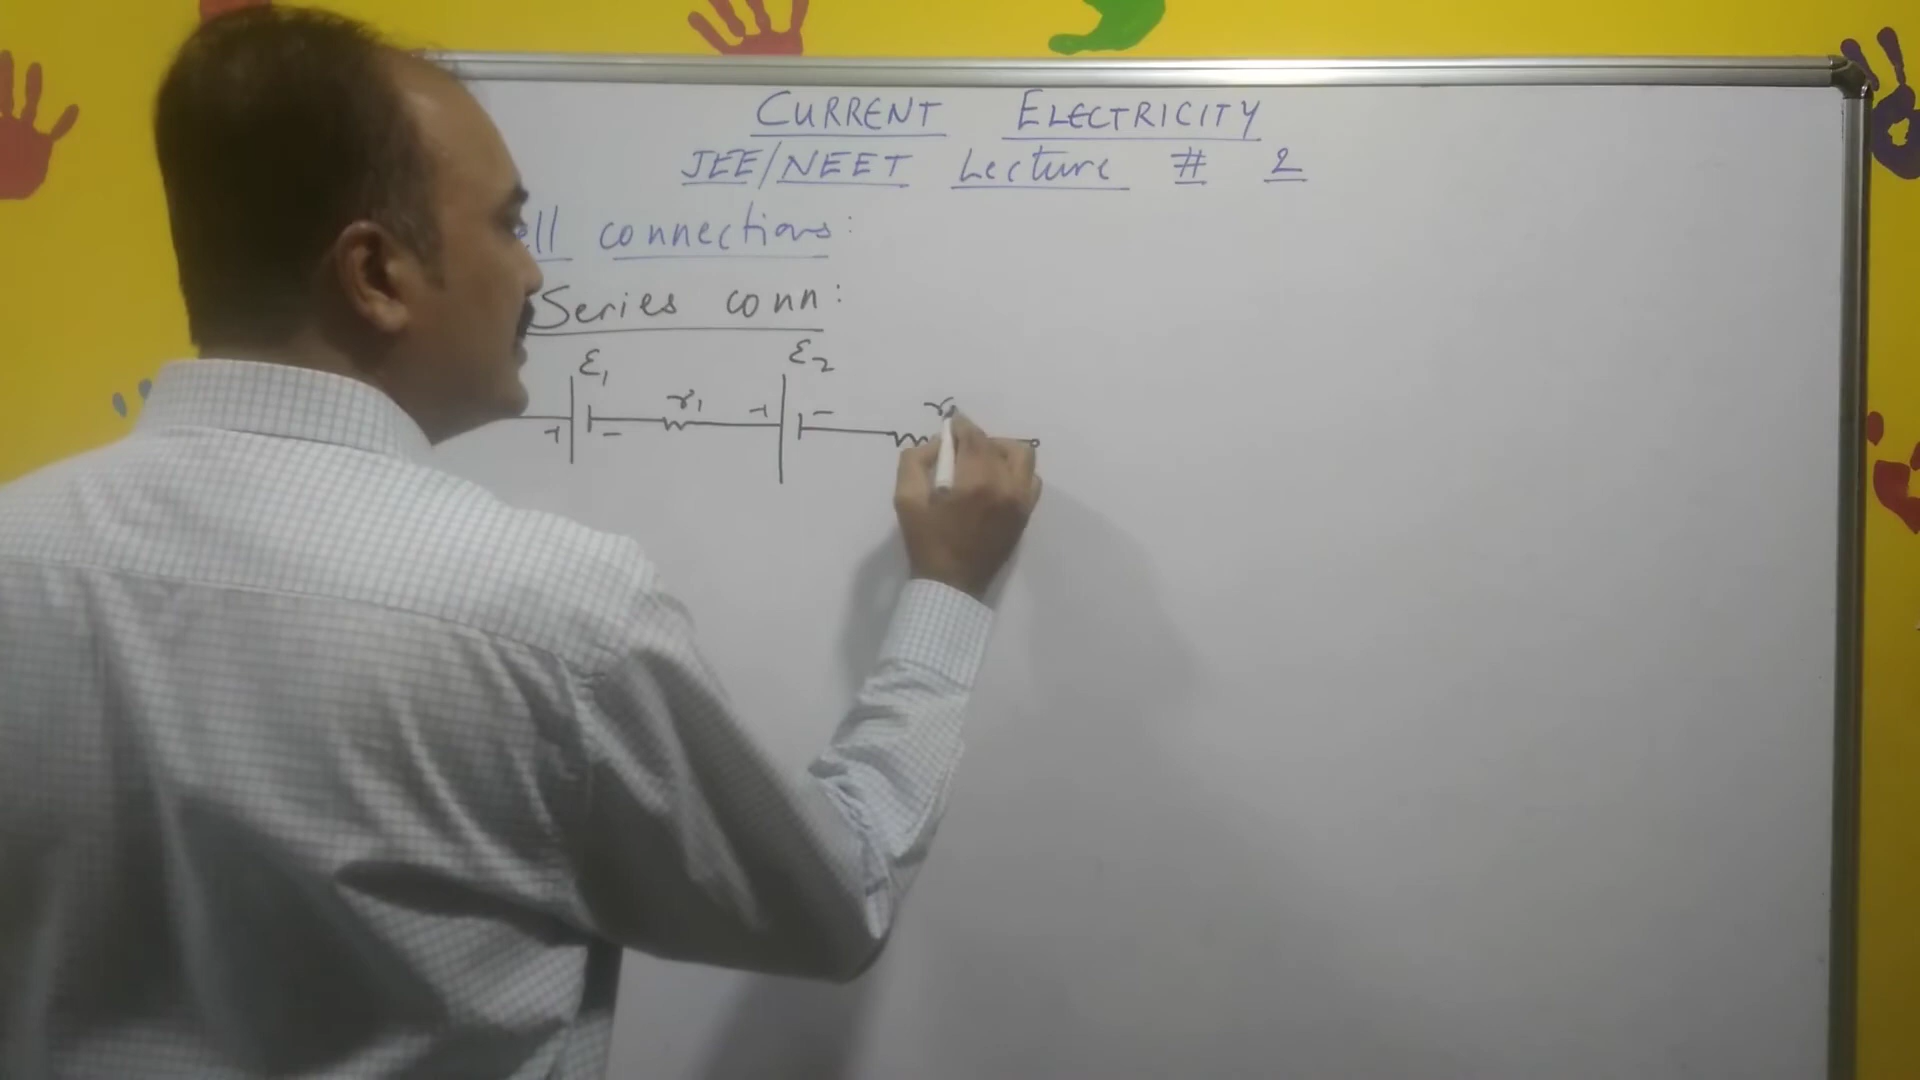 CURRENT ELECTRICITY
JEE/NEET Lecture # 2
connections:
Series conn:
ε₁ ε₂
r₁
+ − + −